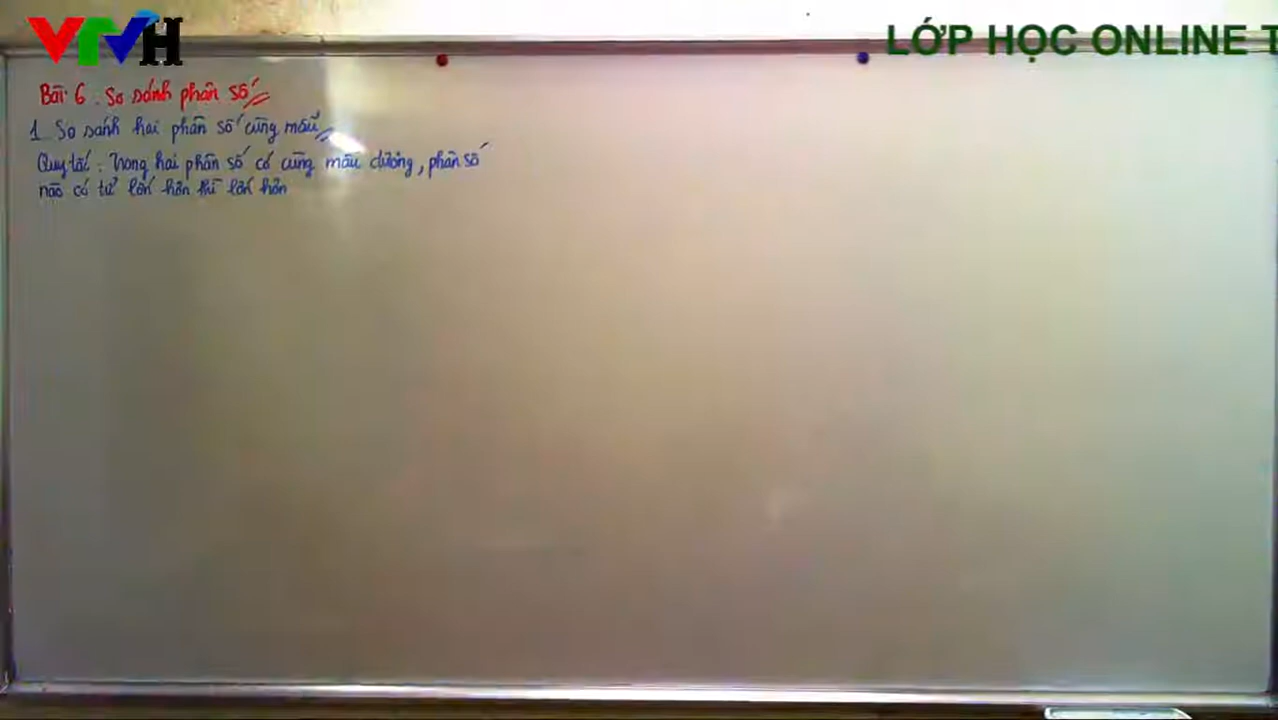 VTVH
LỚP HỌC ONLINE T
Bài 6 : So sánh phân số
1. So sánh hai phân số cùng mẫu
Quy tắc : Trong hai phân số có cùng mẫu dương, phân số
nào có tử lớn hơn thì lớn hơn